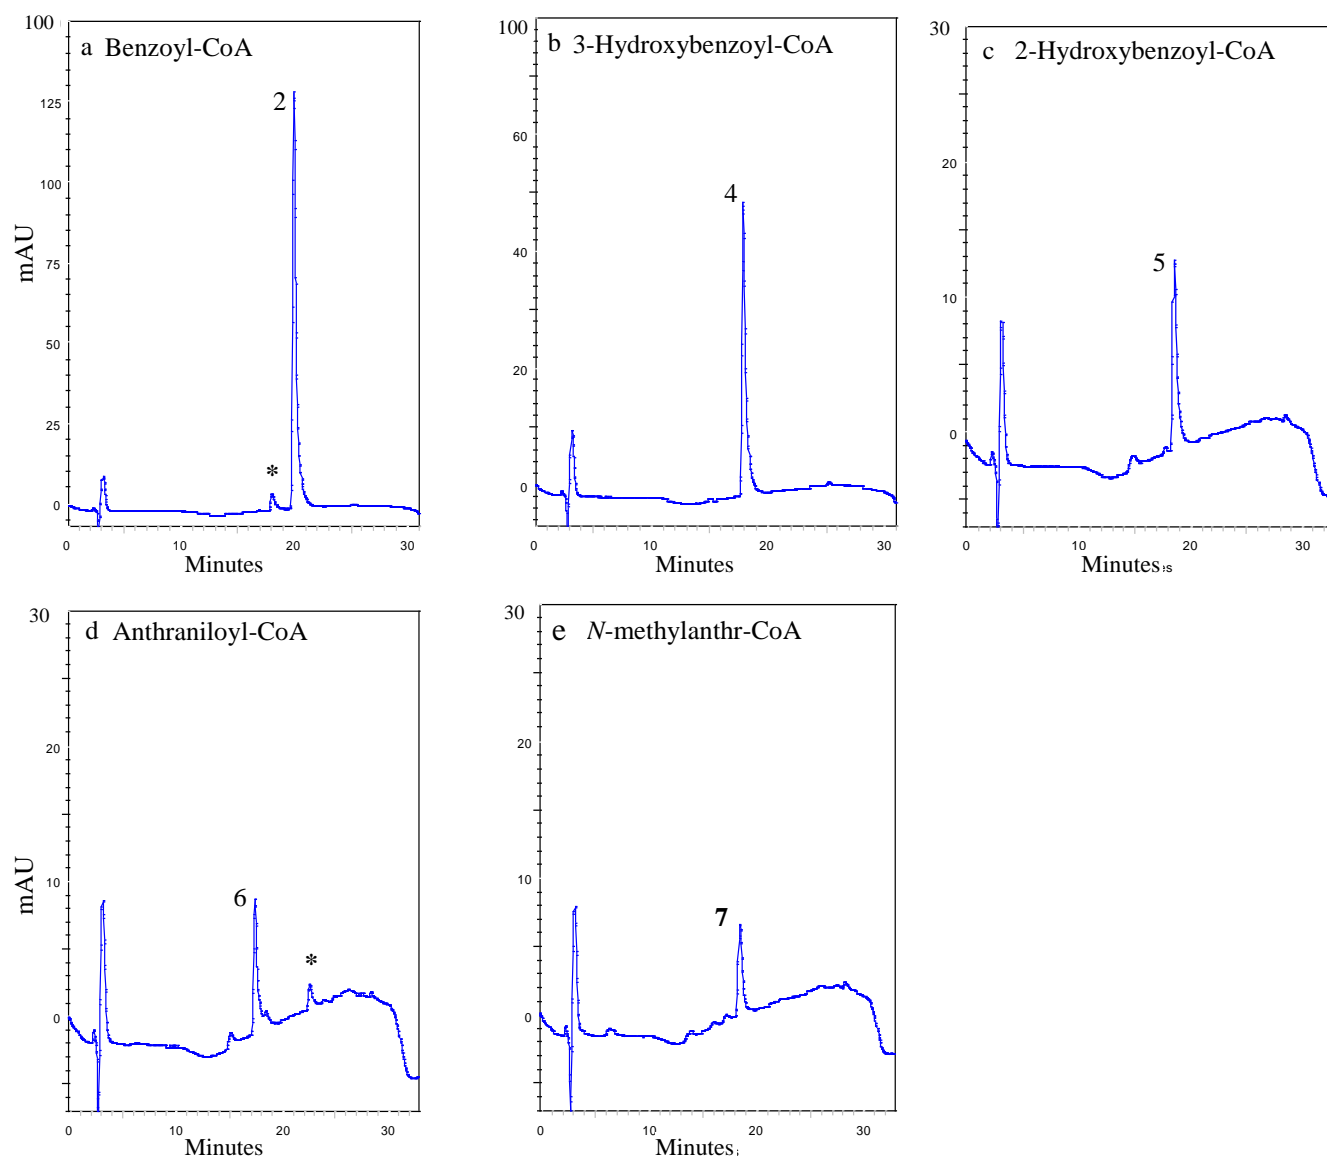 100
a Benzoyl-CoA
2
125
100
75
50
25
0
*
mAU
0 10 20 30
Minutes
100
b 3-Hydroxybenzoyl-CoA
4
60
40
20
0
0 10 20 30
Minutes
30
c 2-Hydroxybenzoyl-CoA
20
5
10
0
0 10 20 30
Minutes
30
d Anthraniloyl-CoA
20
10
6
*
0
mAU
0 10 20 30
Minutes
30
e N-methylanthr-CoA
20
10
7
0
0 10 20 30
Minutes